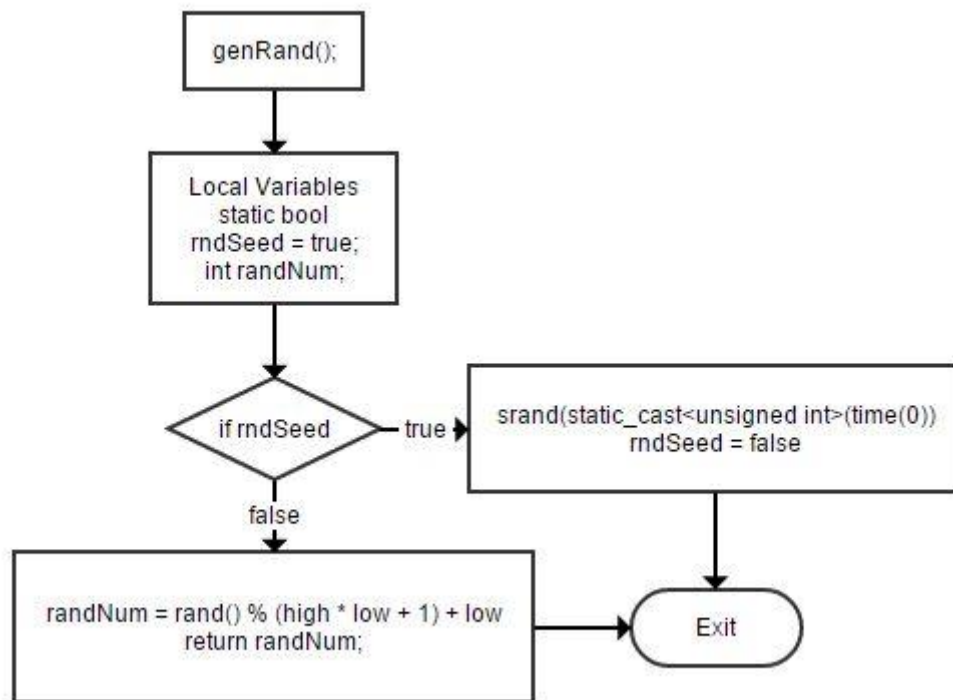 genRand();
Local Variables
static bool
rndSeed = true;
int randNum;
if rndSeed
true
srand(static_cast<unsigned int>(time(0))
rndSeed = false
false
randNum = rand() % (high * low + 1) + low
return randNum;
Exit